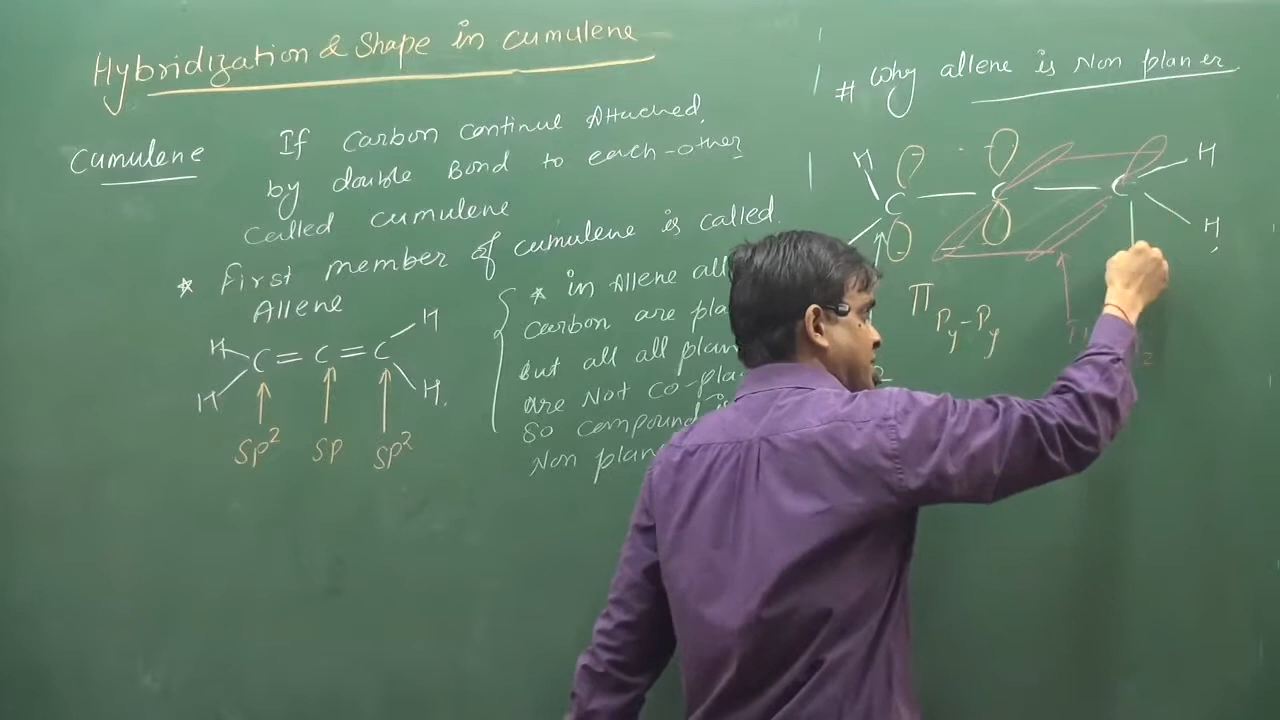 Hybridization & Shape in cumulene
Cumulene If Carbon continue Attached,
by double Bond to each-other
Called cumulene
* First member of cumulene is called
Allene
H H
C = C = C
H H.
SP² SP SP²
* in Allene all
Carbon are pla
but all all plan
are Not co-pla
So compound is
Non plan
# Why allene is Non planer
H H
C C C
H
Π Py-Py